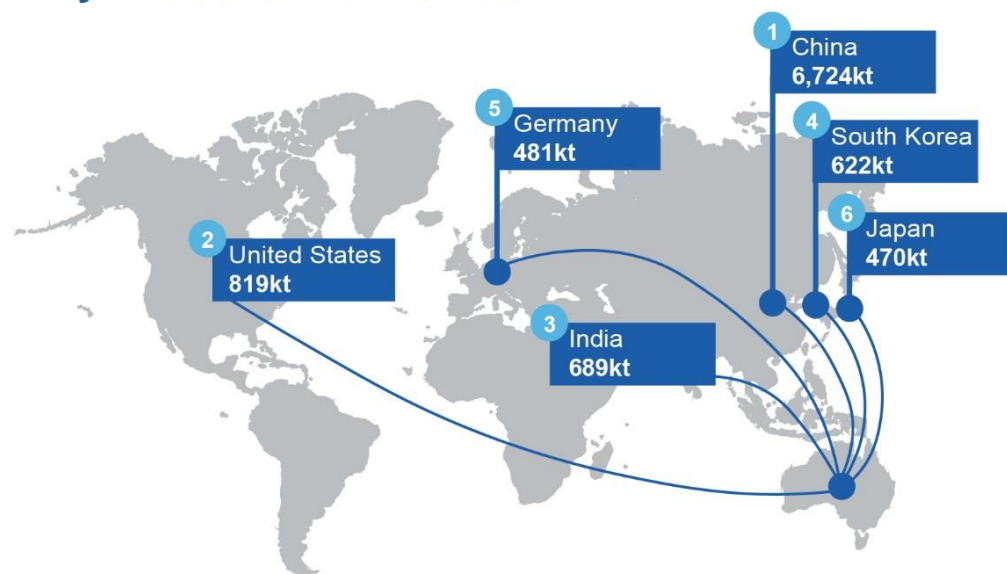 1
China
6,724kt
5
Germany
481kt
4
South Korea
622kt
2
United States
819kt
6
Japan
470kt
3
India
689kt